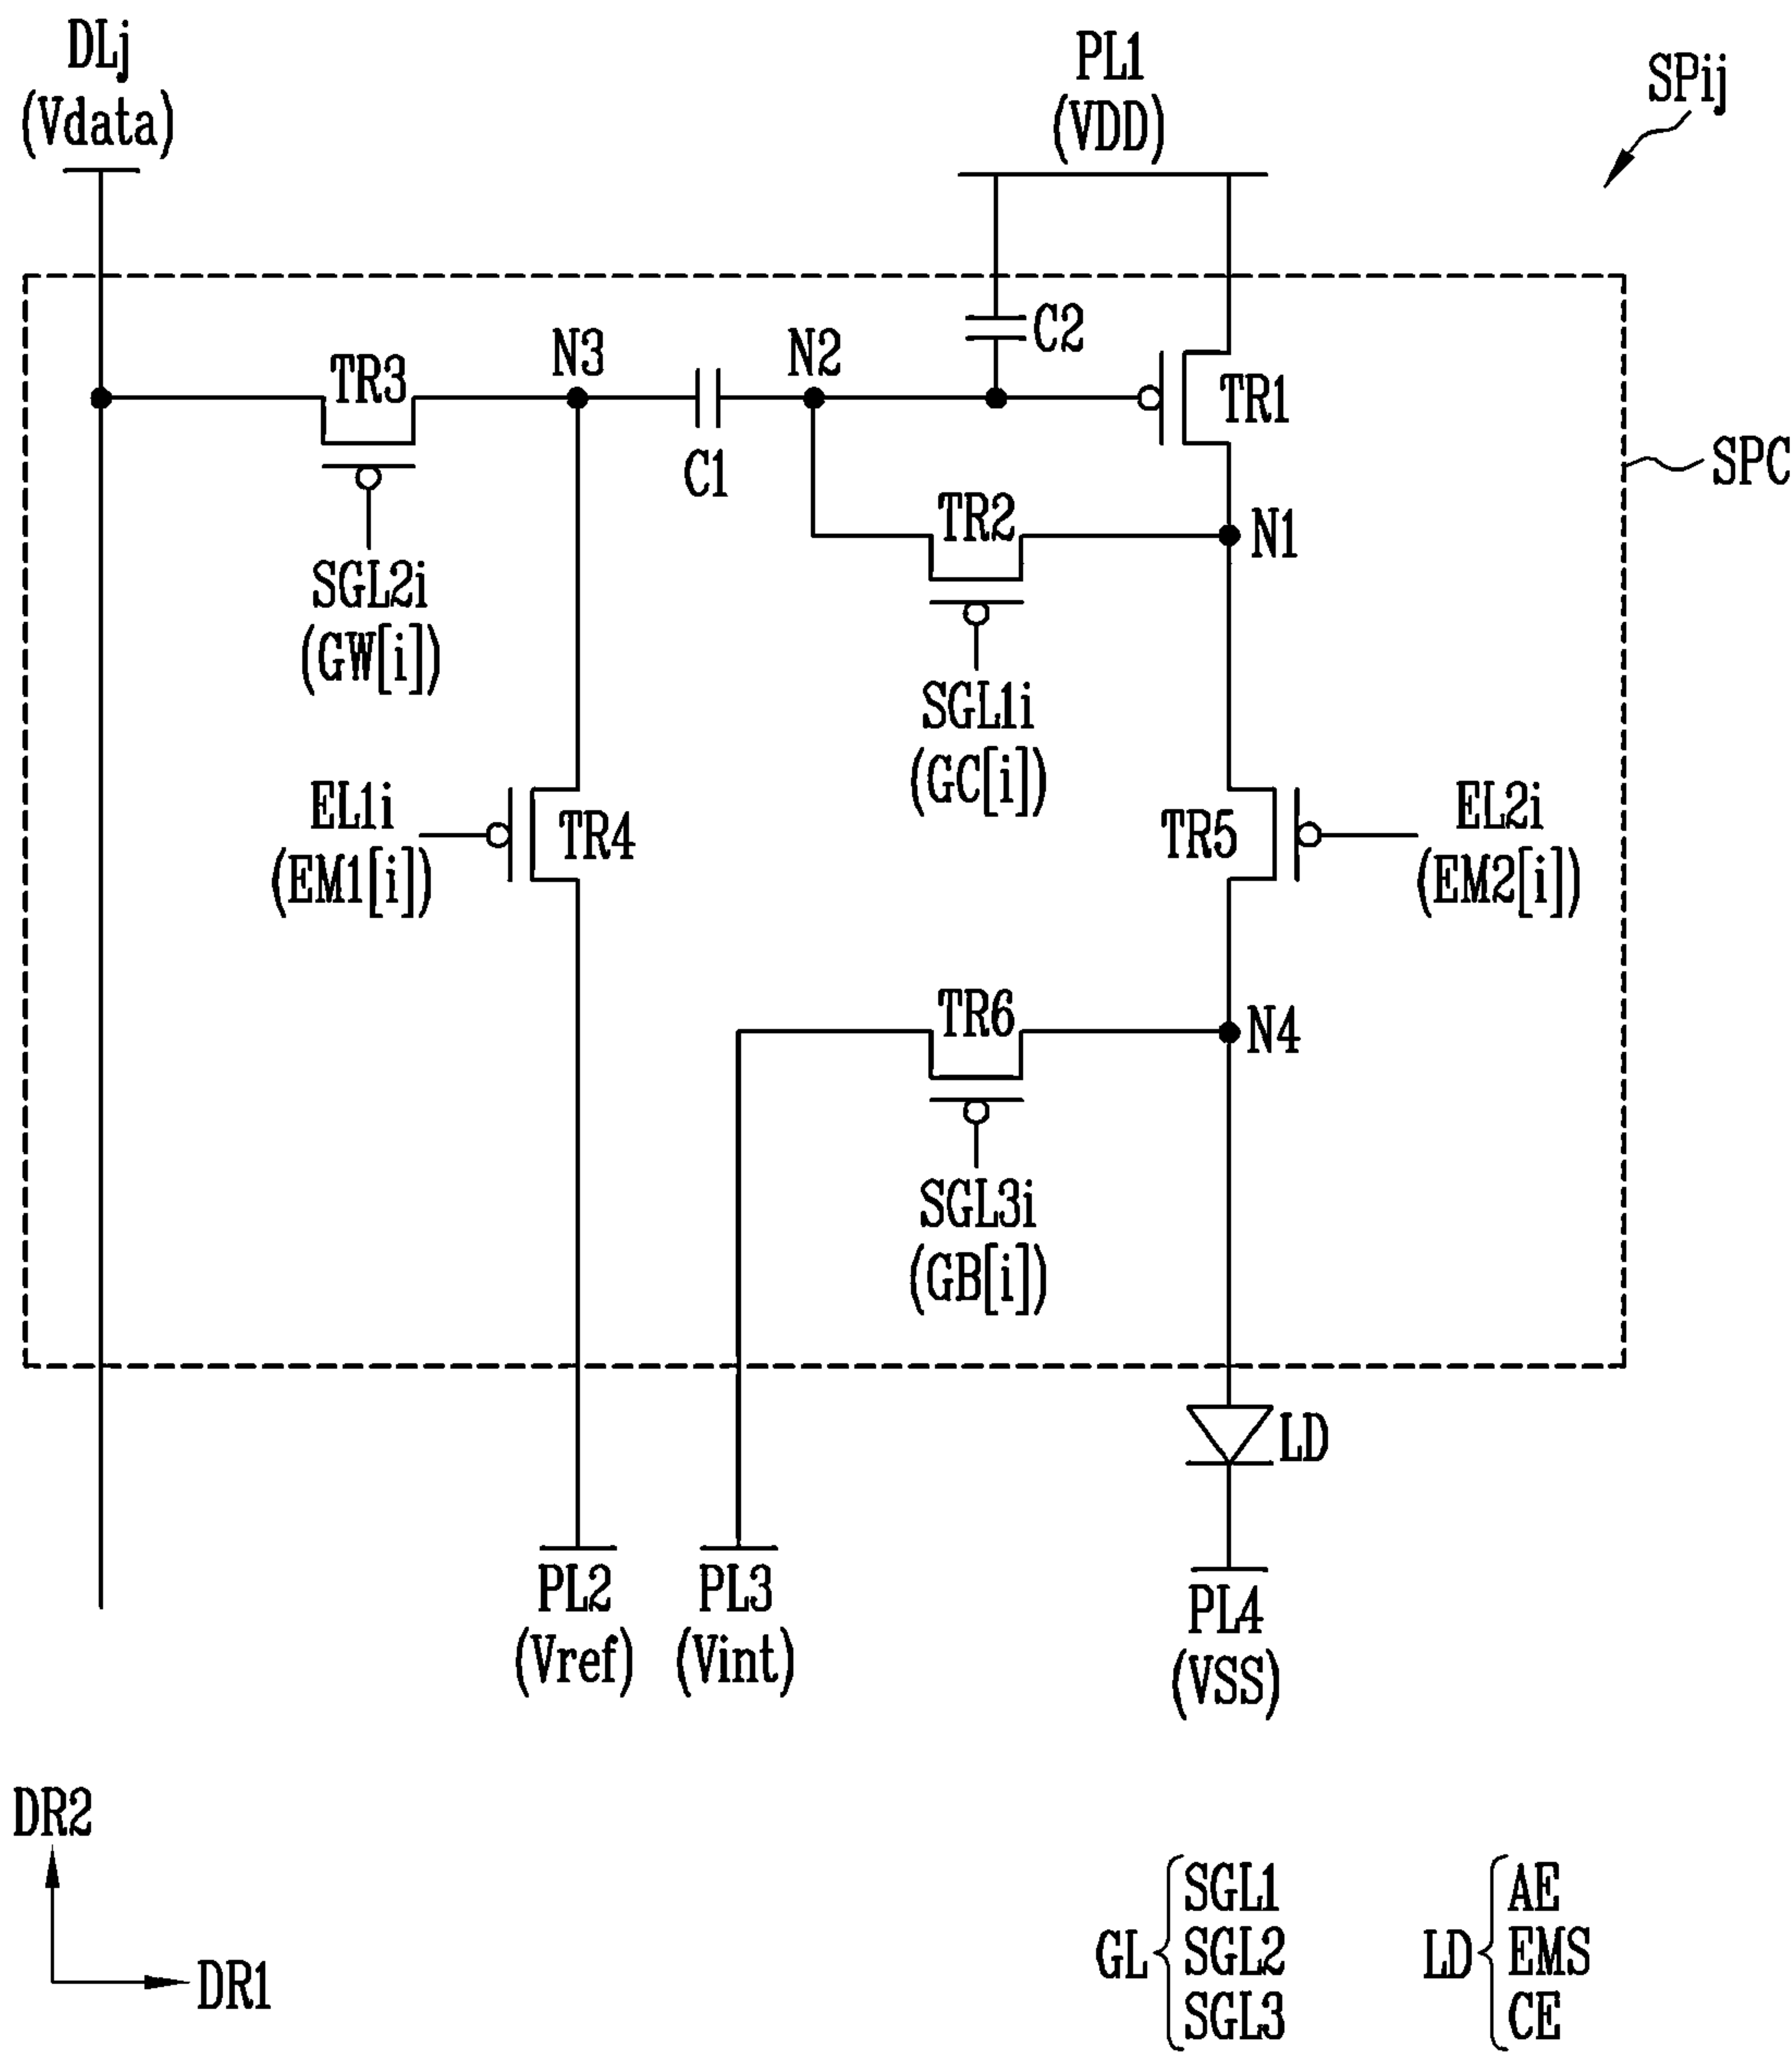 DLj
(Vdata)
PL1
(VDD)
SPij
C2
N3
N2
TR3
TR1
C1
SPC
TR2
N1
SGL2i
(GW[i])
SGL1i
(GC[i])
EL1i
(EM1[i])
TR4
TR5
EL2i
(EM2[i])
TR6
N4
SGL3i
(GB[i])
LD
PL2
(Vref)
PL3
(Vint)
PL4
(VSS)
DR2
DR1
GL
SGL1
SGL2
SGL3
LD
AE
EMS
CE